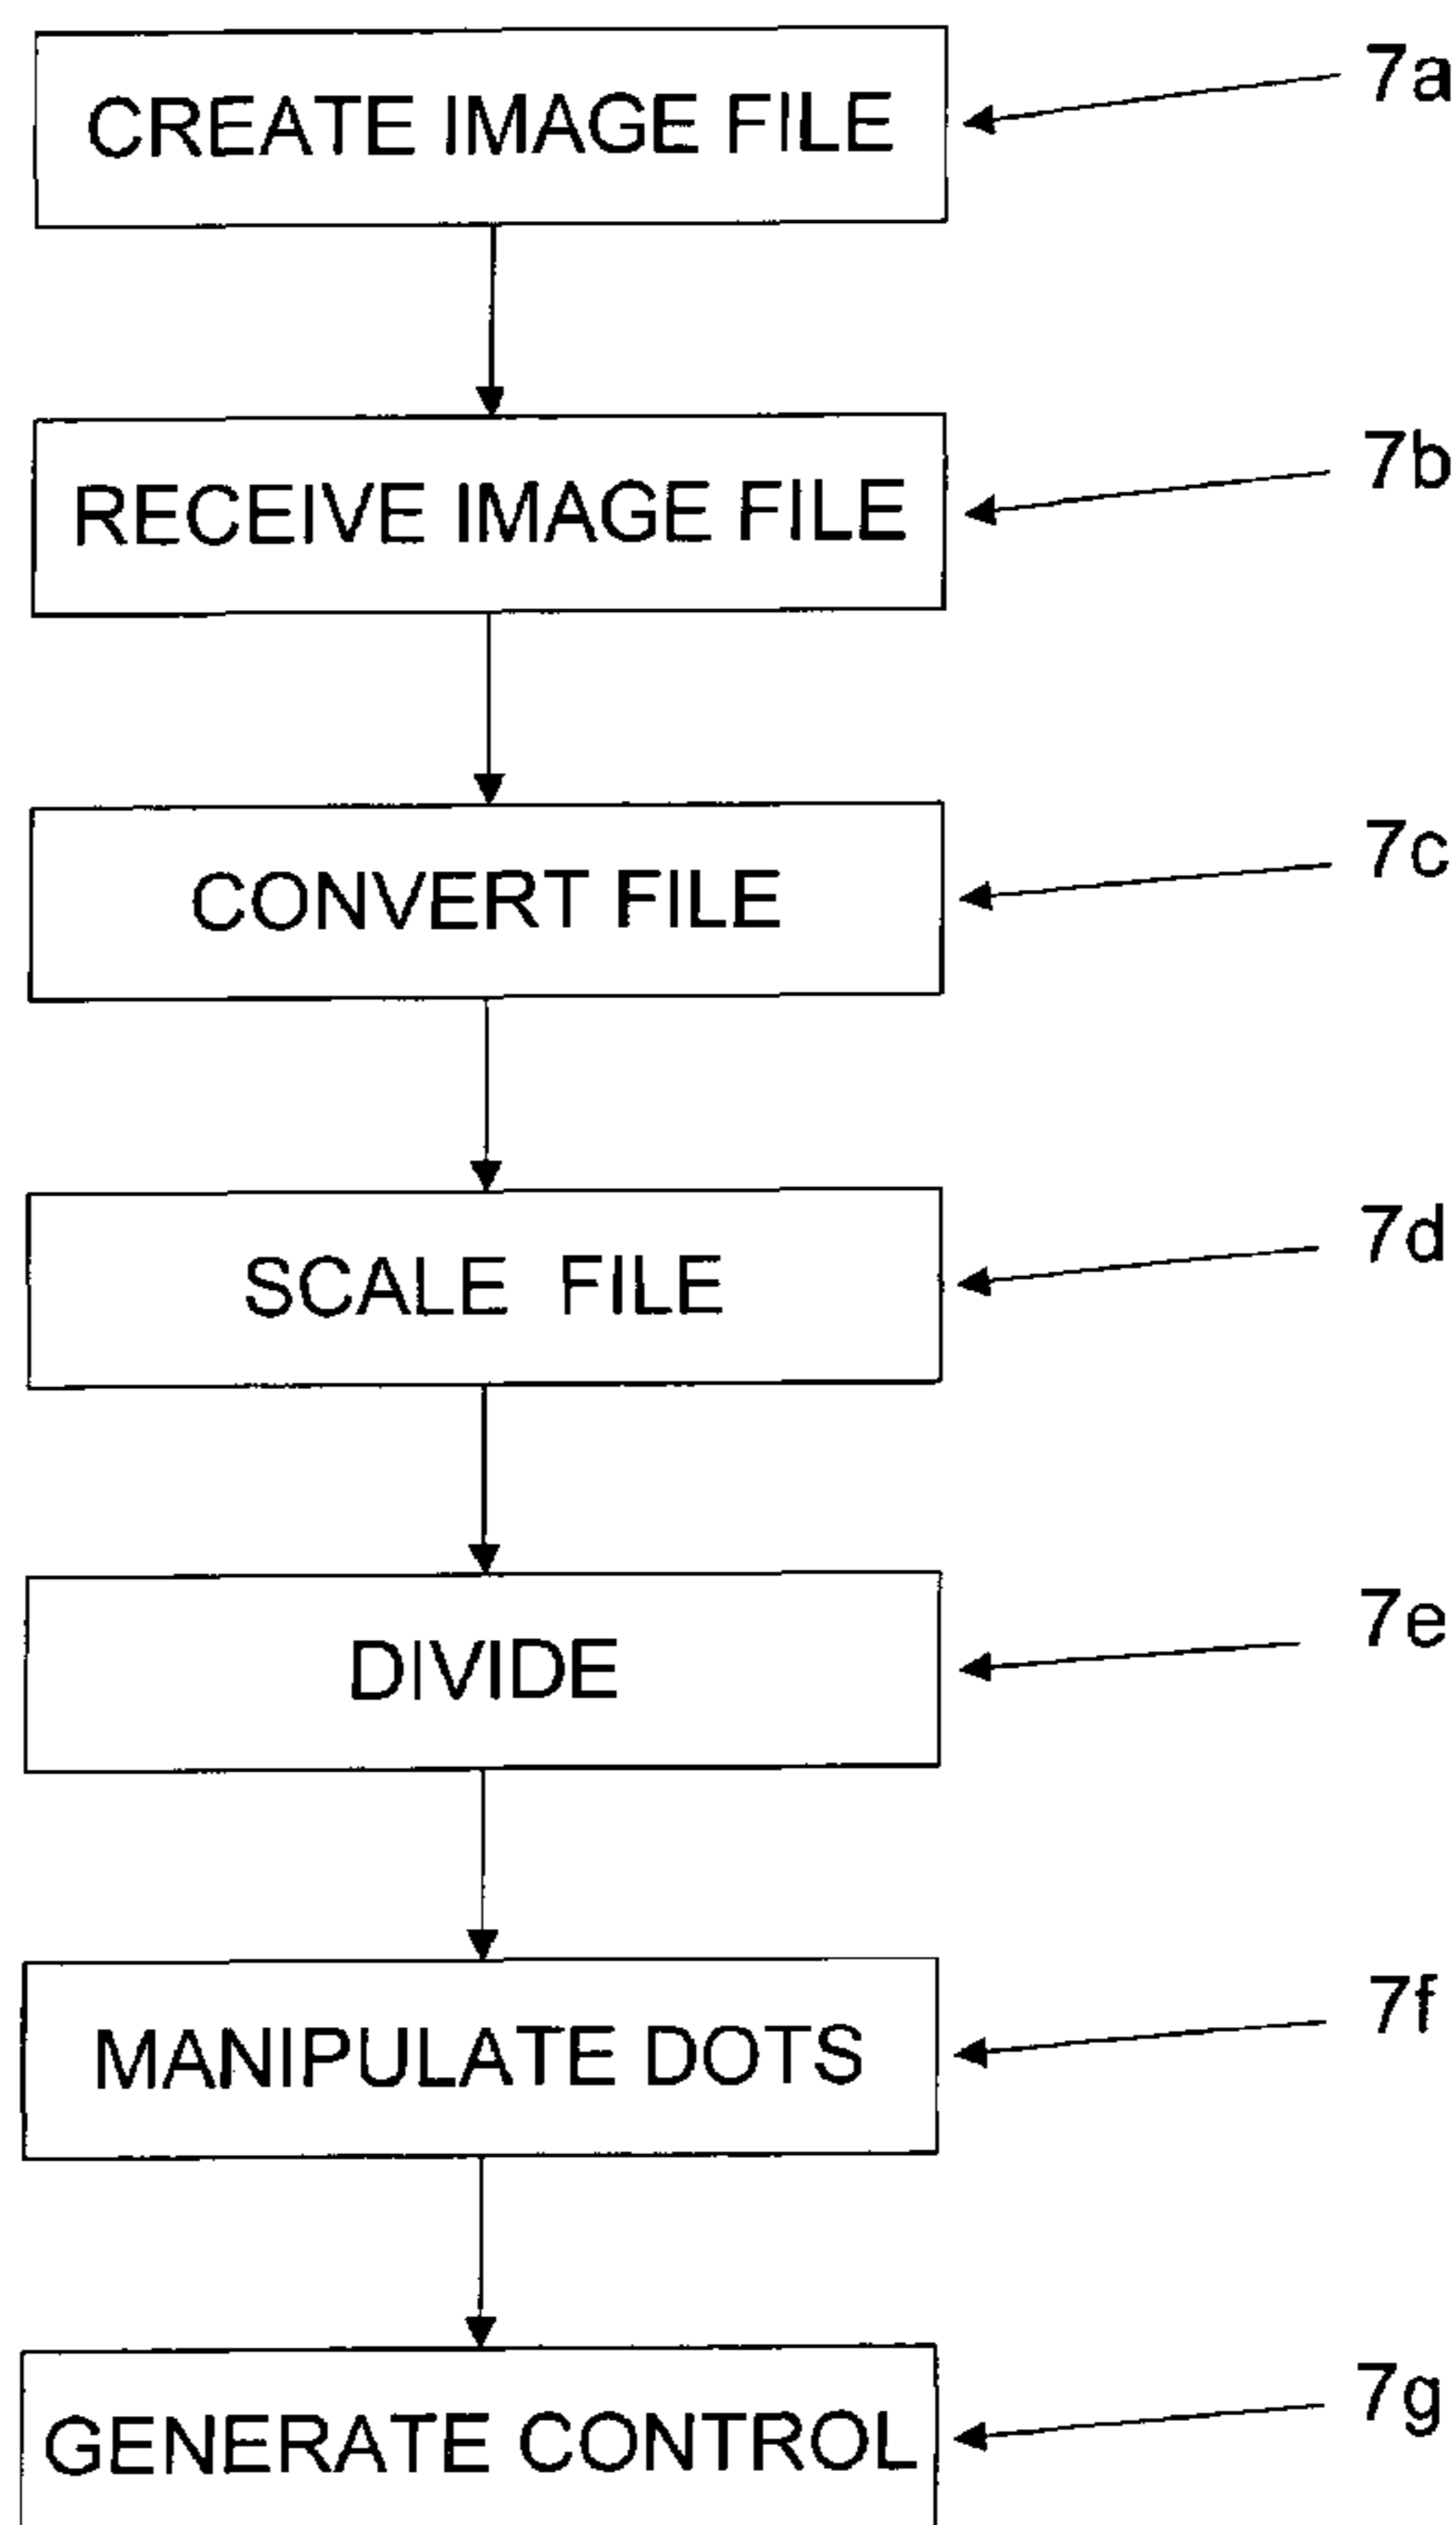 CREATE IMAGE FILE
7a
RECEIVE IMAGE FILE
7b
CONVERT FILE
7c
SCALE FILE
7d
DIVIDE
7e
MANIPULATE DOTS
7f
GENERATE CONTROL
7g